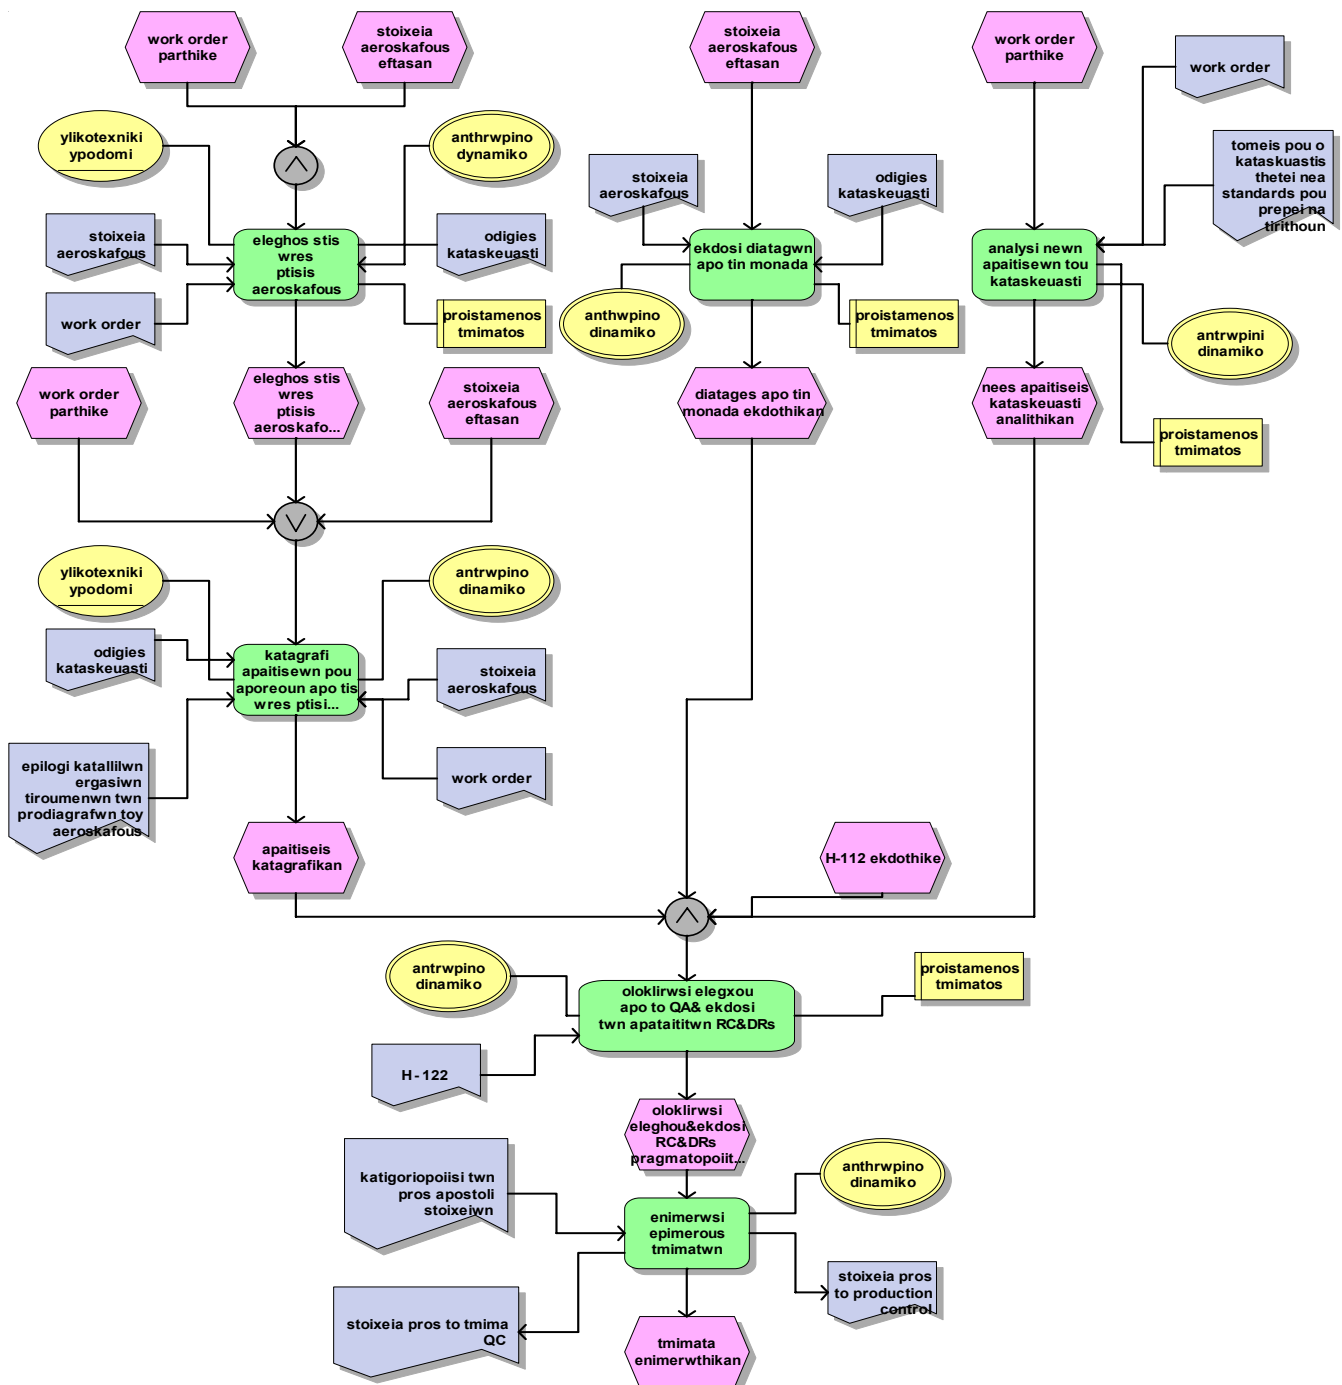 work order
parthike
stoixeia
aeroskafous
eftasan
stoixeia
aeroskafous
eftasan
work order
parthike
work order
ylikotexniki
ypodomi
anthrwpino
dynamiko
stoixeia
aeroskafous
odigies
kataskeuasti
tomeis pou o
kataskuastis
thetei nea
standards pou
prepei na
tirithoun
stoixeia
aeroskafous
eleghos stis
wres
ptisis
aeroskafous
odigies
kataskeuasti
ekdosi diatagwn
apo tin monada
analysi newn
apaitisewn tou
kataskeuasti
work order
proistamenos
tmimatos
anthwpino
dinamiko
proistamenos
tmimatos
antrwpini
dinamiko
work order
parthike
eleghos stis
wres
ptisis
aeroskafo...
stoixeia
aeroskafous
eftasan
diatages apo tin
monada ekdothikan
nees apaitiseis
kataskeuasti
analithikan
proistamenos
tmimatos
ylikotexniki
ypodomi
antrwpino
dinamiko
odigies
kataskeuasti
katagrafi
apaitisewn pou
aporeoun apo tis
wres ptisi...
stoixeia
aeroskafous
epilogi katallilwn
ergasiwn
tiroumenwn twn
prodiagrafwn toy
aeroskafous
work order
apaitiseis
katagrafikan
H-112 ekdothike
antrwpino
dinamiko
oloklirwsi elegxou
apo to QA& ekdosi
twn apataititwn RC&DRs
proistamenos
tmimatos
H - 122
oloklirwsi
eleghou&ekdosi
RC&DRs
pragmatopoiit...
katigoriopoiisi twn
pros apostoli
stoixeiwn
anthrwpino
dinamiko
enimerwsi
epimerous
tmimatwn
stoixeia pros
to production
control
stoixeia pros to tmima
QC
tmimata
enimerwthikan